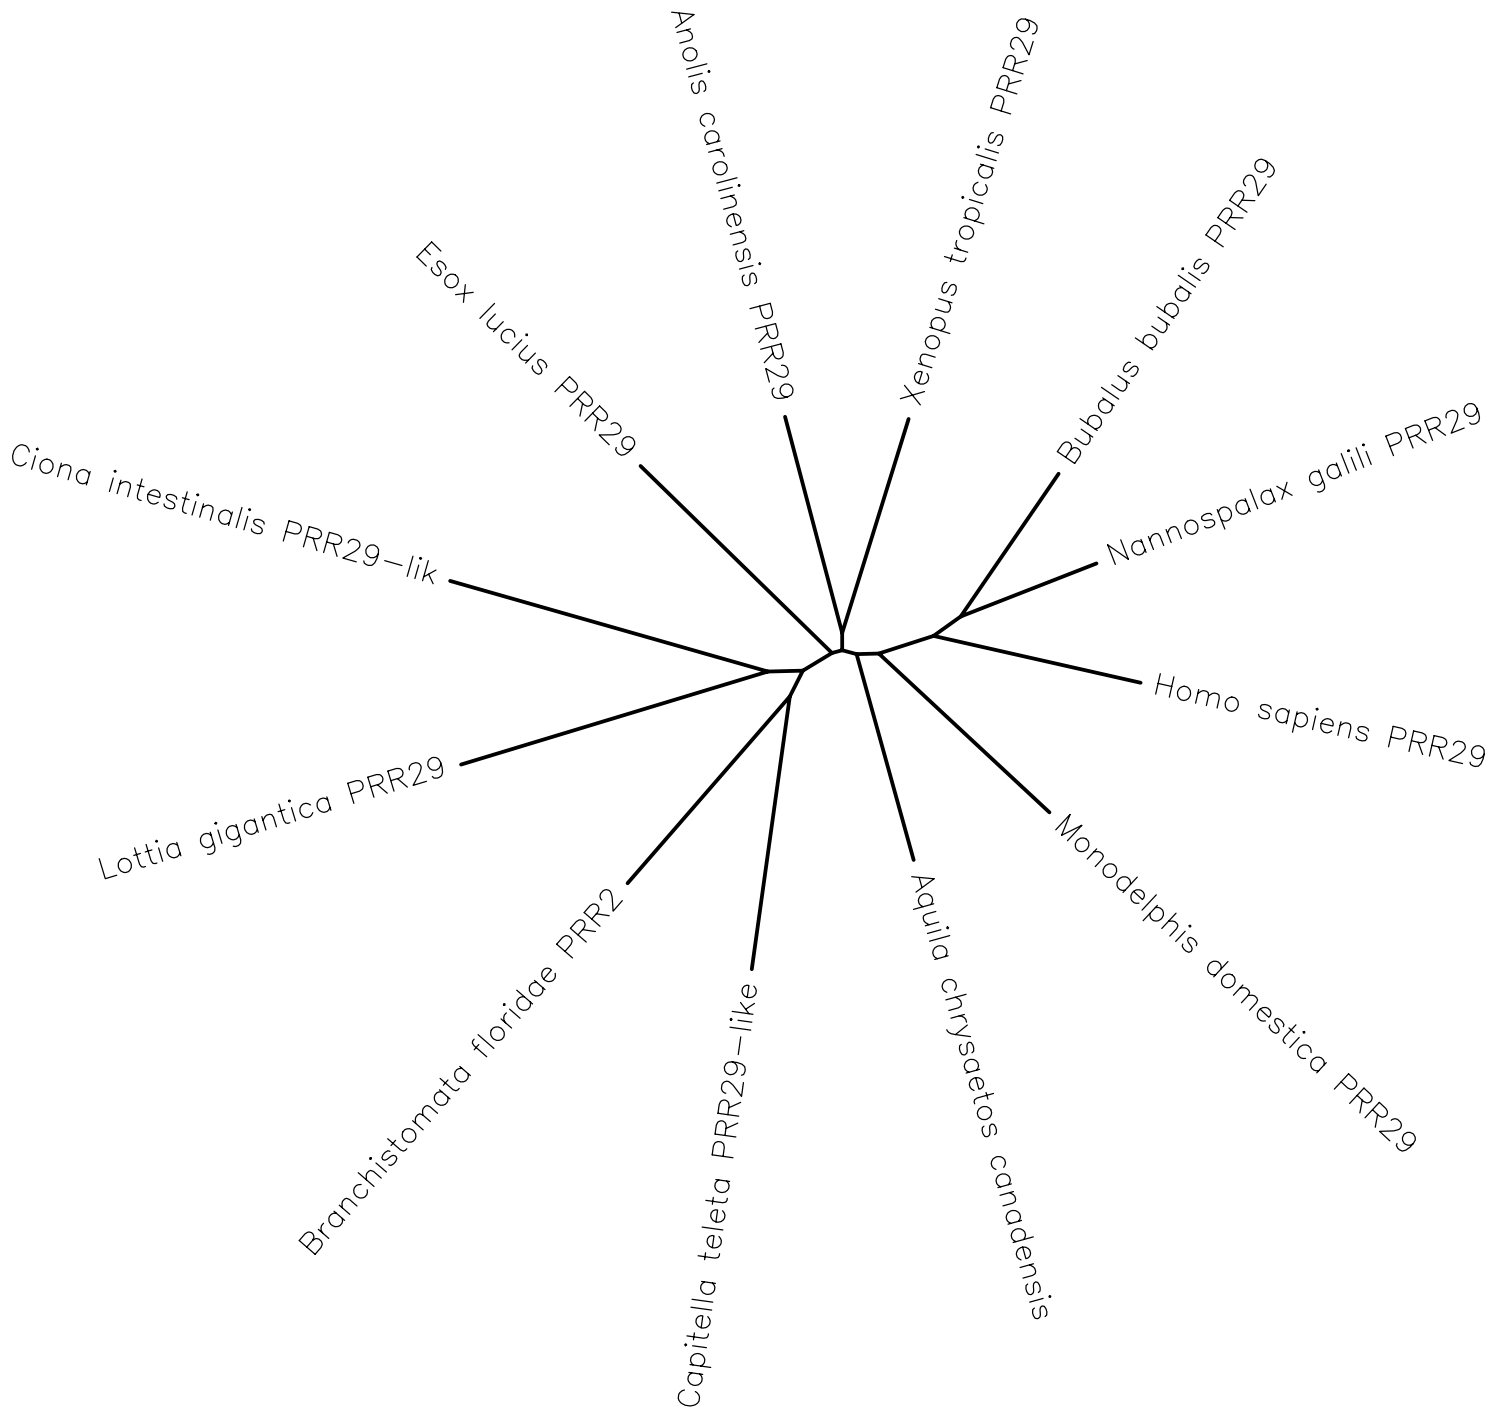 Anolis carolinensis PRR29
Xenopus tropicalis PRR29
Bubalus bubalis PRR29
Nannospalax galili PRR29
Homo sapiens PRR29
Monodelphis domestica PRR29
Aquila chrysaetos canadensis
Capitella teleta PRR29-like
Branchistomata floridae PRR2
Lottia gigantica PRR29
Ciona intestinalis PRR29-lik
Esox lucius PRR29